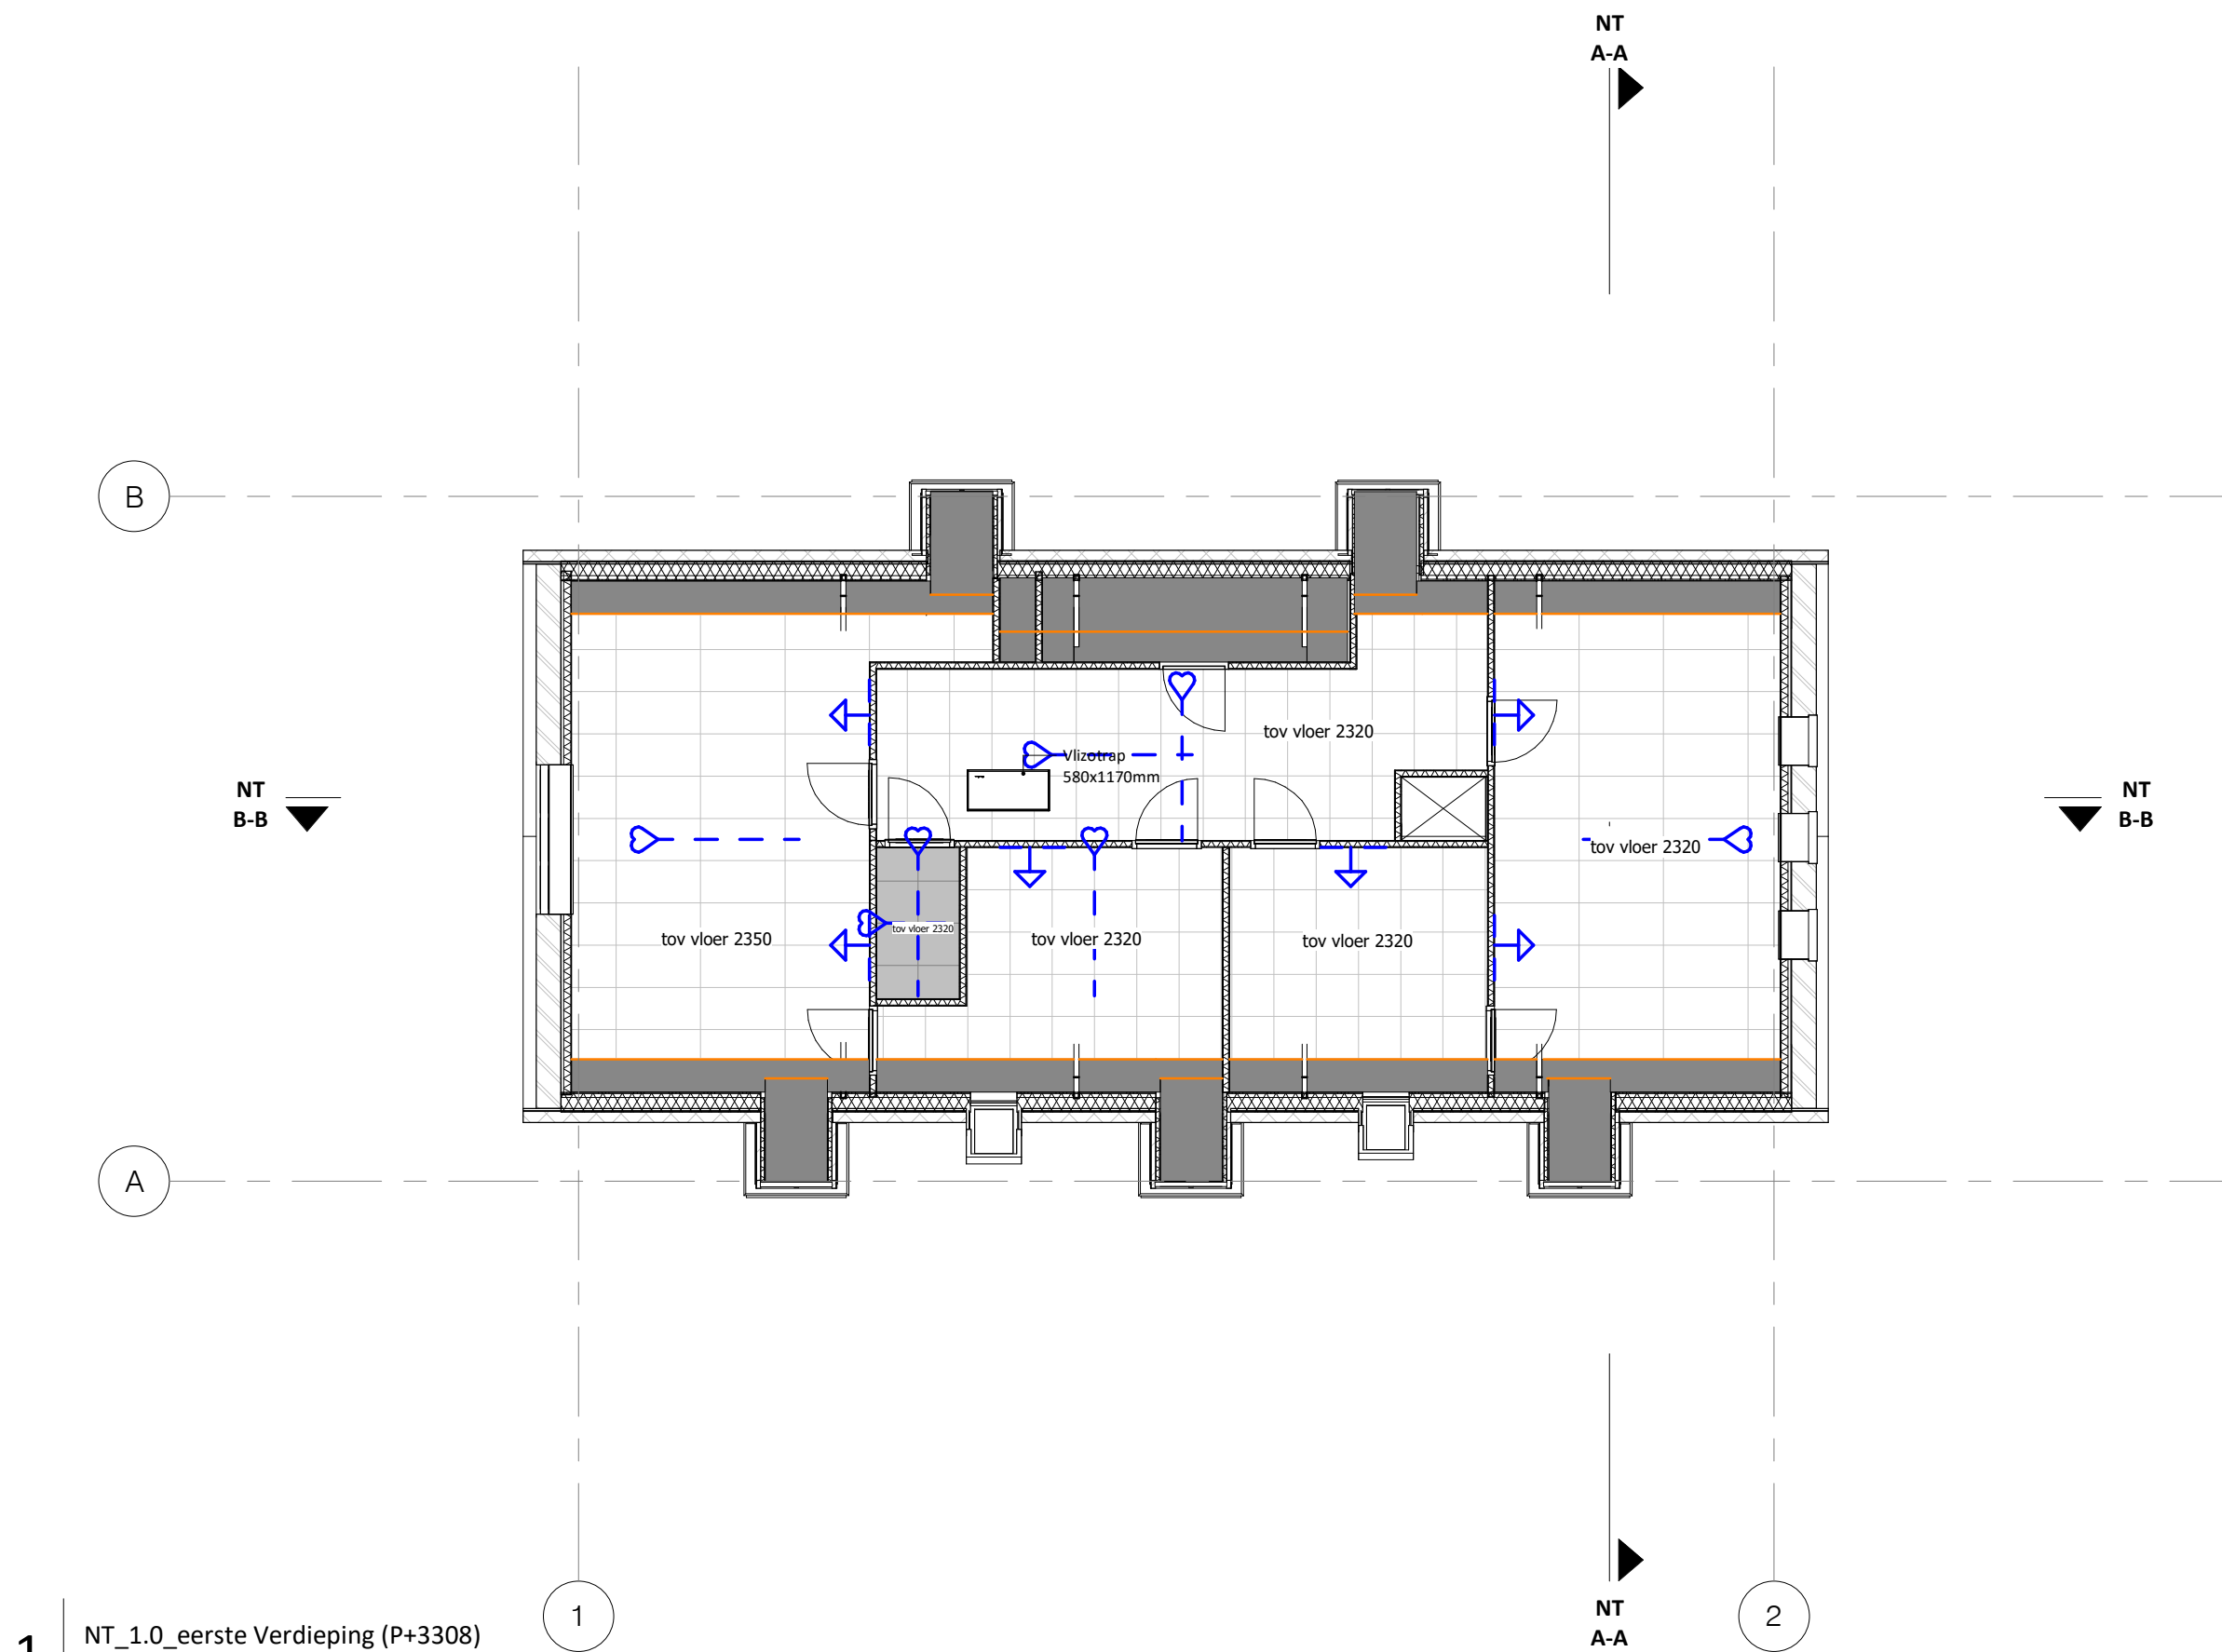 NT
A-A
B
tov vloer 2320
Vlizotrap
580x1170mm
NT
B-B
NT
B-B
tov vloer 2320
tov vloer 2320
tov vloer 2350
tov vloer 2320
tov vloer 2320
A
1
NT
A-A
2
1
NT_1.0_eerste Verdieping (P+3308)